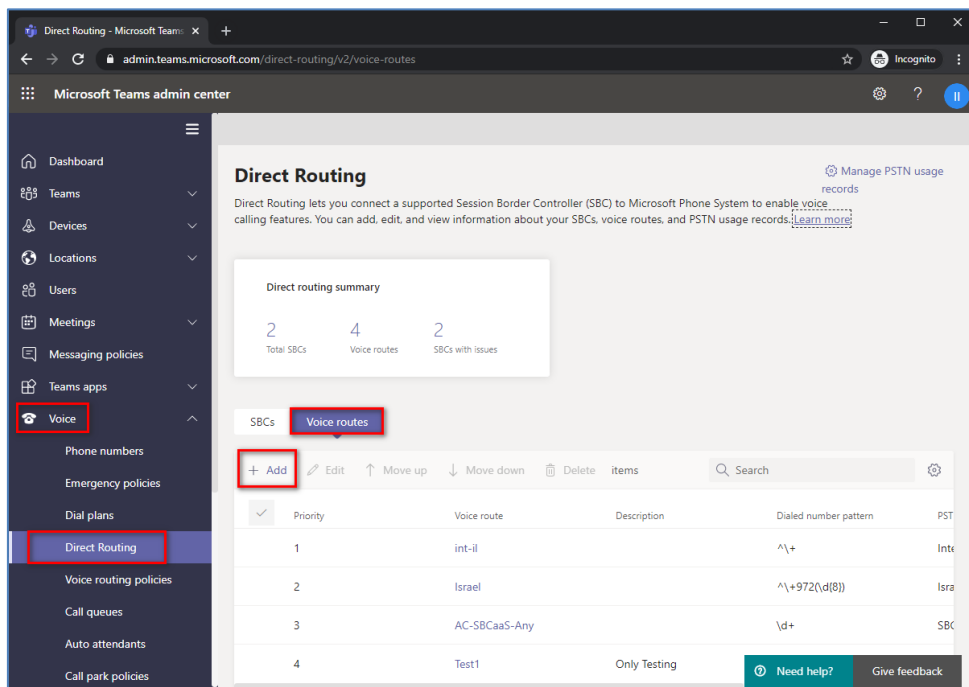 Direct Routing - Microsoft Teams
admin.teams.microsoft.com/direct-routing/v2/voice-routes
Incognito
Microsoft Teams admin center
?
II
Dashboard
Teams
Devices
Locations
Users
Meetings
Messaging policies
Teams apps
Voice
Phone numbers
Emergency policies
Dial plans
Direct Routing
Voice routing policies
Call queues
Auto attendants
Call park policies
Direct Routing
Manage PSTN usage
records
Direct Routing lets you connect a supported Session Border Controller (SBC) to Microsoft Phone System to enable voice
calling features. You can add, edit, and view information about your SBCs, voice routes, and PSTN usage records. Learn more
Direct routing summary
2 4 2
Total SBCs Voice routes SBCs with issues
SBCs Voice routes
+ Add Edit Move up Move down Delete items Search
Priority Voice route Description Dialed number pattern PST
1 int-il ^\+ Inte
2 Israel ^\+972(\d{8}) Isra
3 AC-SBCaaS-Any \d+ SBC
4 Test1 Only Testing
Need help? Give feedback